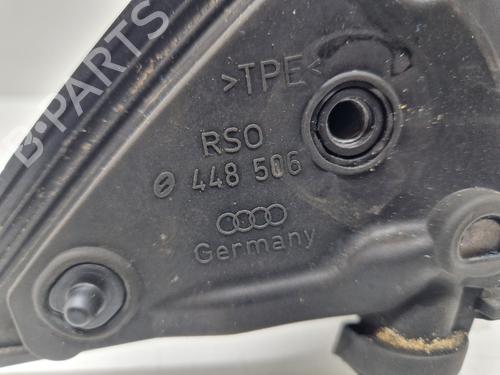 B-PARTS
>TPE<
RSO
448 506
Germany